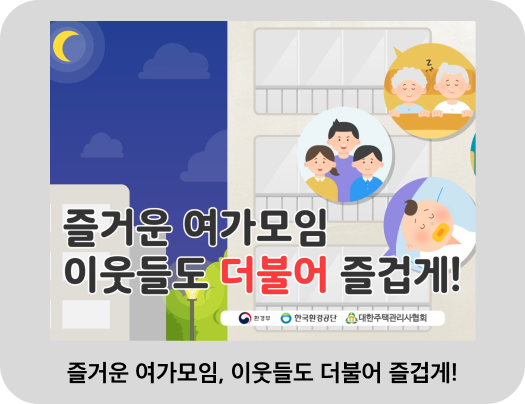 z
z
즐거운 여가모임
이웃들도 더불어 즐겁게!
환경부 한국환경공단 대한주택관리사협회
즐거운 여가모임, 이웃들도 더불어 즐겁게!